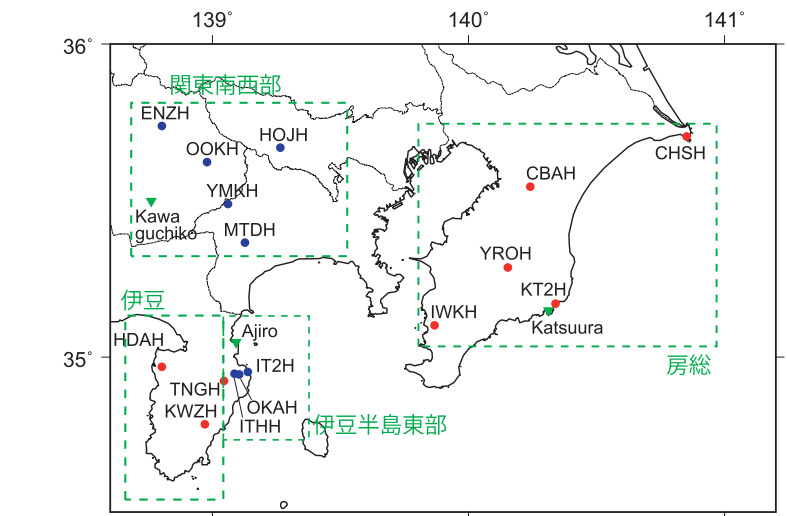 139°
140°
141°
36°
関東南西部
ENZH
HOJH
OOKH
CHSH
CBAH
YMKH
Kawa
guchiko
MTDH
YROH
KT2H
伊豆
IWKH
Katsuura
Ajiro
HDAH
35°
IT2H
房総
TNGH
KWZH
OKAH
ITHH
伊豆半島東部